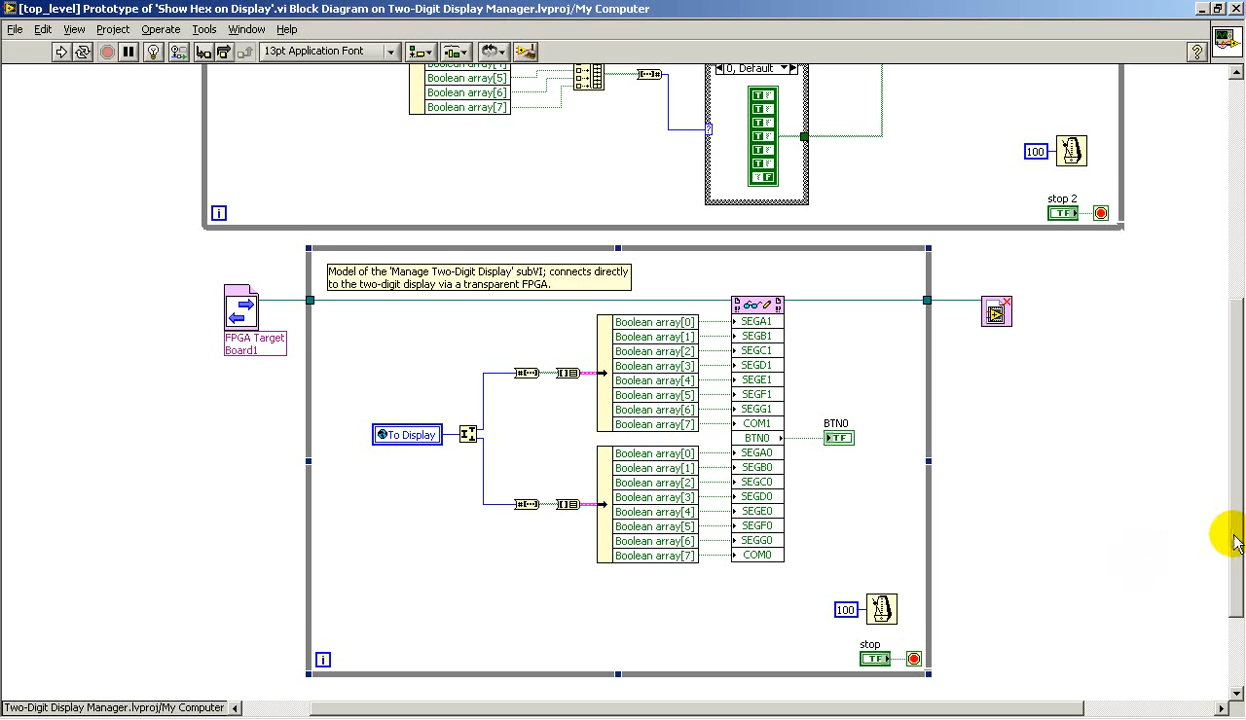 [top_level] Prototype of 'Show Hex on Display'.vi Block Diagram on Two-Digit Display Manager.lvproj/My Computer
File Edit View Project Operate Tools Window Help
13pt Application Font
?
Boolean array[5]
Boolean array[6]
Boolean array[7]
0, Default
T
T
T
T
T
T
F
?
100
stop 2
TF
i
Model of the 'Manage Two-Digit Display' subVI; connects directly
to the two-digit display via a transparent FPGA.
FPGA Target
Board1
Boolean array[0] SEGA1
Boolean array[1] SEGB1
Boolean array[2] SEGC1
Boolean array[3] SEGD1
Boolean array[4] SEGE1
Boolean array[5] SEGF1
Boolean array[6] SEGG1
Boolean array[7] COM1
To Display
BTN0
BTN0
TF
Boolean array[0] SEGA0
Boolean array[1] SEGB0
Boolean array[2] SEGC0
Boolean array[3] SEGD0
Boolean array[4] SEGE0
Boolean array[5] SEGF0
Boolean array[6] SEGG0
Boolean array[7] COM0
100
stop
TF
i
Two-Digit Display Manager.lvproj/My Computer